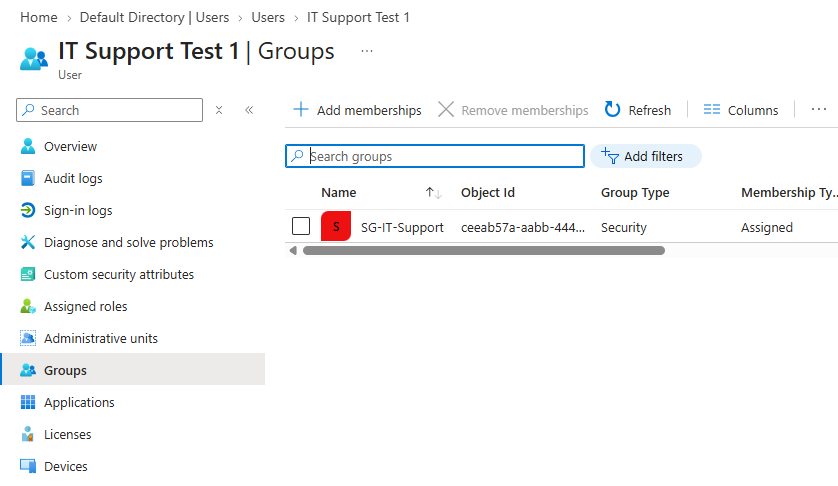 Home > Default Directory | Users > Users > IT Support Test 1
IT Support Test 1 | Groups ...
User
Search
Overview
Audit logs
Sign-in logs
Diagnose and solve problems
Custom security attributes
Assigned roles
Administrative units
Groups
Applications
Licenses
Devices
Add memberships Remove memberships Refresh Columns ...
Search groups Add filters
Name Object Id Group Type Membership Ty...
S SG-IT-Support ceeab57a-aabb-444... Security Assigned